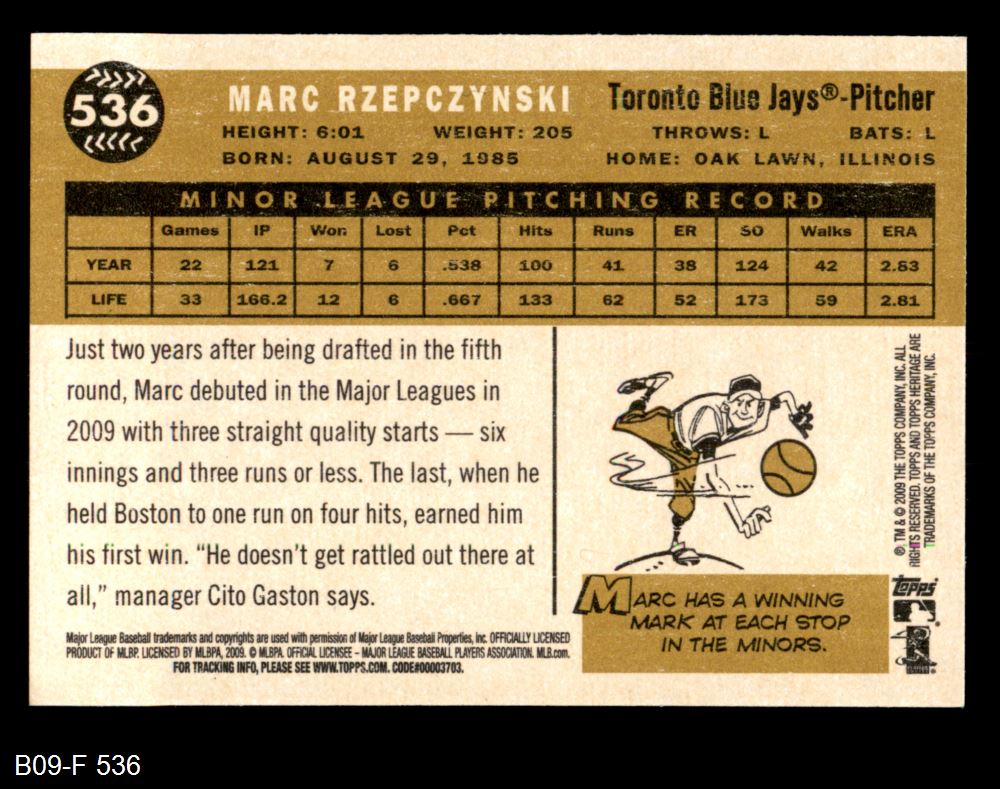 536
MARC RZEPCZYNSKI
Toronto Blue Jays®-Pitcher
HEIGHT: 6:01 WEIGHT: 205 THROWS: L BATS: L
BORN: AUGUST 29, 1985 HOME: OAK LAWN, ILLINOIS
MINOR LEAGUE PITCHING RECORD
Games IP Won Lost Pct Hits Runs ER SO Walks ERA
YEAR 22 121 7 6 .538 100 41 38 124 42 2.83
LIFE 33 166.2 12 6 .667 133 62 52 173 59 2.81
Just two years after being drafted in the fifth
round, Marc debuted in the Major Leagues in
2009 with three straight quality starts — six
innings and three runs or less. The last, when he
held Boston to one run on four hits, earned him
his first win. “He doesn’t get rattled out there at
all,” manager Cito Gaston says.
MARC HAS A WINNING
MARK AT EACH STOP
IN THE MINORS.
®, TM & © 2009 THE TOPPS COMPANY, INC. ALL
RIGHTS RESERVED. TOPPS AND TOPPS HERITAGE ARE
TRADEMARKS OF THE TOPPS COMPANY, INC.
topps
Major League Baseball trademarks and copyrights are used with permission of Major League Baseball Properties, Inc. OFFICIALLY LICENSED
PRODUCT OF MLBP. LICENSED BY MLBPA, 2009. © MLBPA. OFFICIAL LICENSEE – MAJOR LEAGUE BASEBALL PLAYERS ASSOCIATION. MLB.com.
FOR TRACKING INFO, PLEASE SEE WWW.TOPPS.COM. CODE#00003703.
B09-F 536